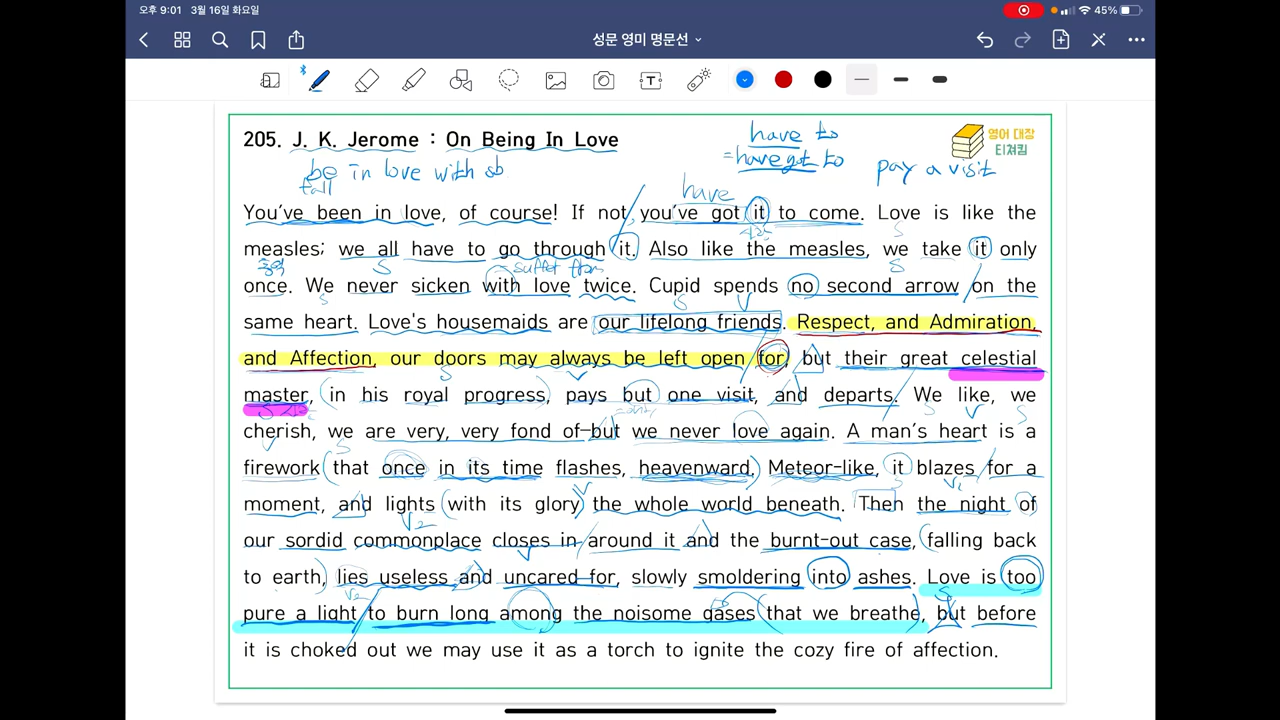 오후 9:01 3월 16일 화요일
45%
성문 영미 명문선
205. J. K. Jerome : On Being In Love
have to
= have got to
영어 대장
티쳐킴
be in love with sb
fall
pay a visit
have
You've been in love, of course! If not, you've got it to come. Love is like the
measles; we all have to go through it. Also like the measles, we take it only
홍역
suffer from
once. We never sicken with love twice. Cupid spends no second arrow on the
same heart. Love's housemaids are our lifelong friends. Respect, and Admiration,
and Affection, our doors may always be left open for, but their great celestial
master, (in his royal progress), pays but one visit, and departs. We like, we
cherish, we are very, very fond of-but we never love again. A man's heart is a
firework (that once in its time flashes, heavenward,) Meteor-like, it blazes for a
moment, and lights (with its glory) the whole world beneath. Then the night of
our sordid commonplace closes in around it and the burnt-out case, (falling back
to earth), lies useless and uncared for, slowly smoldering into ashes. Love is too
pure a light to burn long among the noisome gases (that we breathe), but before
it is choked out we may use it as a torch to ignite the cozy fire of affection.